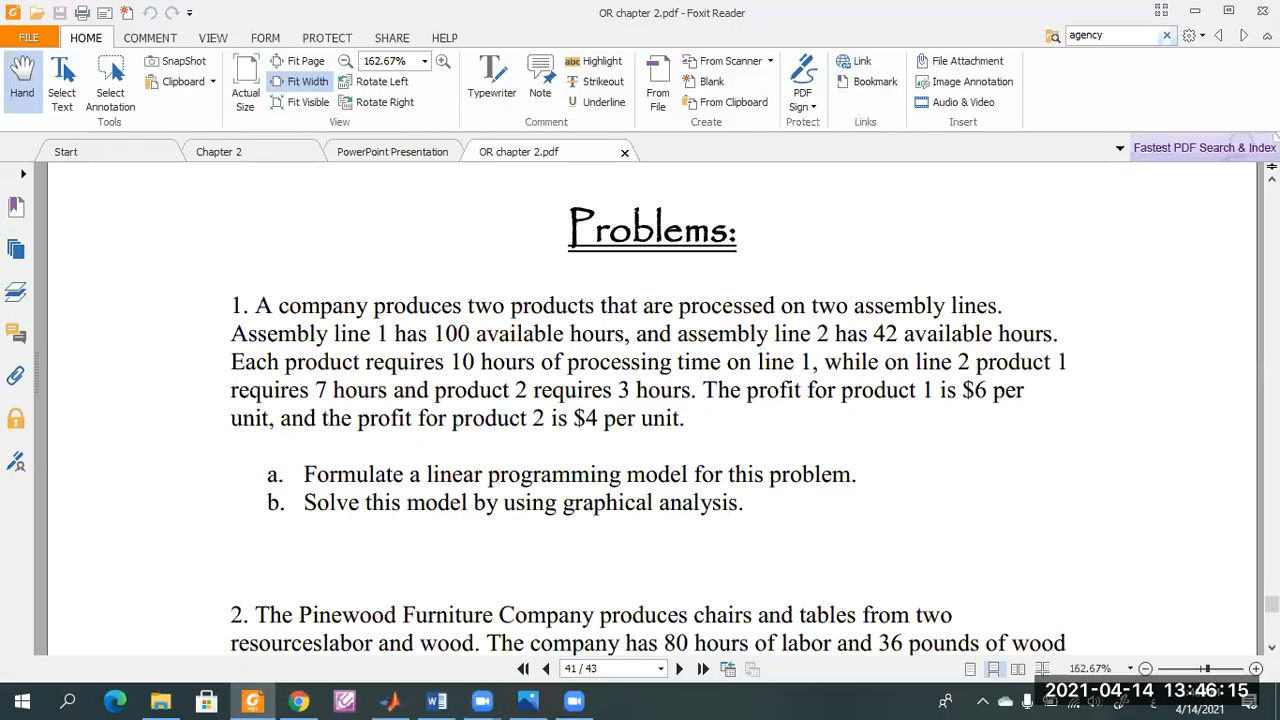 OR chapter 2.pdf - Foxit Reader
FILE HOME COMMENT VIEW FORM PROTECT SHARE HELP agency
Hand
Select Text
Select Annotation
SnapShot
Clipboard
Tools
Actual Size
Fit Page
Fit Width
Fit Visible
162.67%
Rotate Left
Rotate Right
View
Typewriter
Note
abc Highlight
Strikeout
U Underline
Comment
From File
From Scanner
Blank
From Clipboard
Create
PDF Sign
Protect
Link
Bookmark
Links
File Attachment
Image Annotation
Audio & Video
Insert
Start Chapter 2 PowerPoint Presentation OR chapter 2.pdf Fastest PDF Search & Index
Problems:
1. A company produces two products that are processed on two assembly lines.
Assembly line 1 has 100 available hours, and assembly line 2 has 42 available hours.
Each product requires 10 hours of processing time on line 1, while on line 2 product 1
requires 7 hours and product 2 requires 3 hours. The profit for product 1 is $6 per
unit, and the profit for product 2 is $4 per unit.
a. Formulate a linear programming model for this problem.
b. Solve this model by using graphical analysis.
2. The Pinewood Furniture Company produces chairs and tables from two
resourceslabor and wood. The company has 80 hours of labor and 36 pounds of wood
41 / 43 162.67%
2021-04-14 13:46:15
4/14/2021